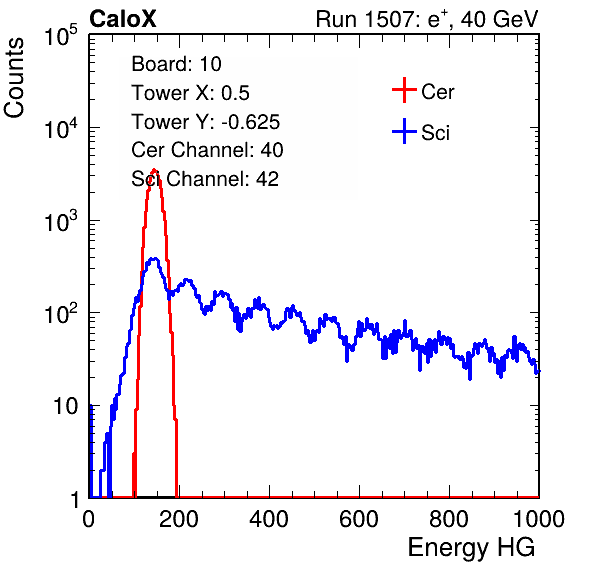 CaloX Run 1507: e⁺, 40 GeV
Counts
Board: 10
Tower X: 0.5
Tower Y: -0.625
Cer Channel: 40
Sci Channel: 42
Cer
Sci
10⁵
10⁴
10³
10²
10
1
0 200 400 600 800 1000
Energy HG